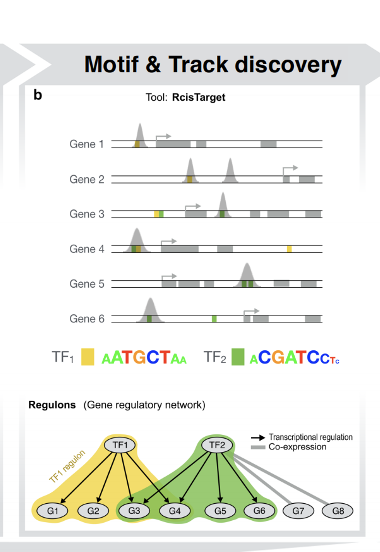 Motif & Track discovery
b
Tool: RcisTarget
Gene 1
Gene 2
Gene 3
Gene 4
Gene 5
Gene 6
TF1 AATGCTAA TF2 ACGATCCTC
Regulons (Gene regulatory network)
Transcriptional regulation
Co-expression
TF1 TF2
TF1 regulon
G1 G2 G3 G4 G5 G6 G7 G8